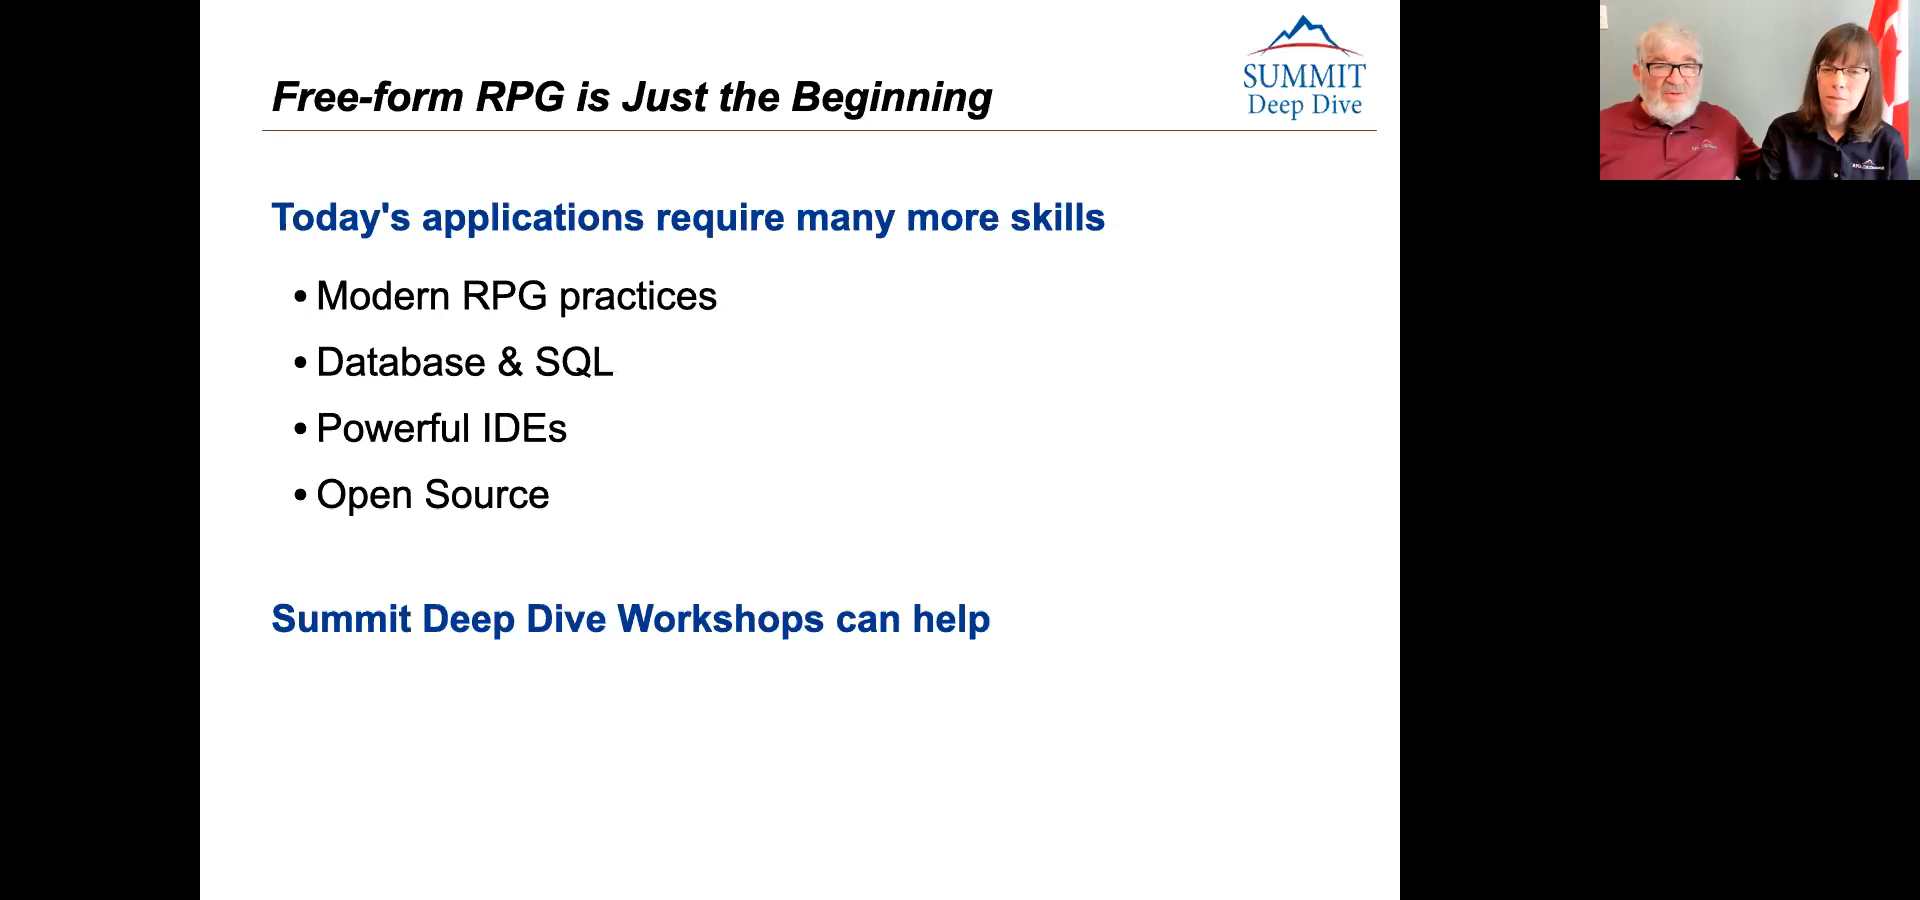 Free-form RPG is Just the Beginning
SUMMIT
Deep Dive
Today's applications require many more skills
• Modern RPG practices
• Database & SQL
• Powerful IDEs
• Open Source
Summit Deep Dive Workshops can help